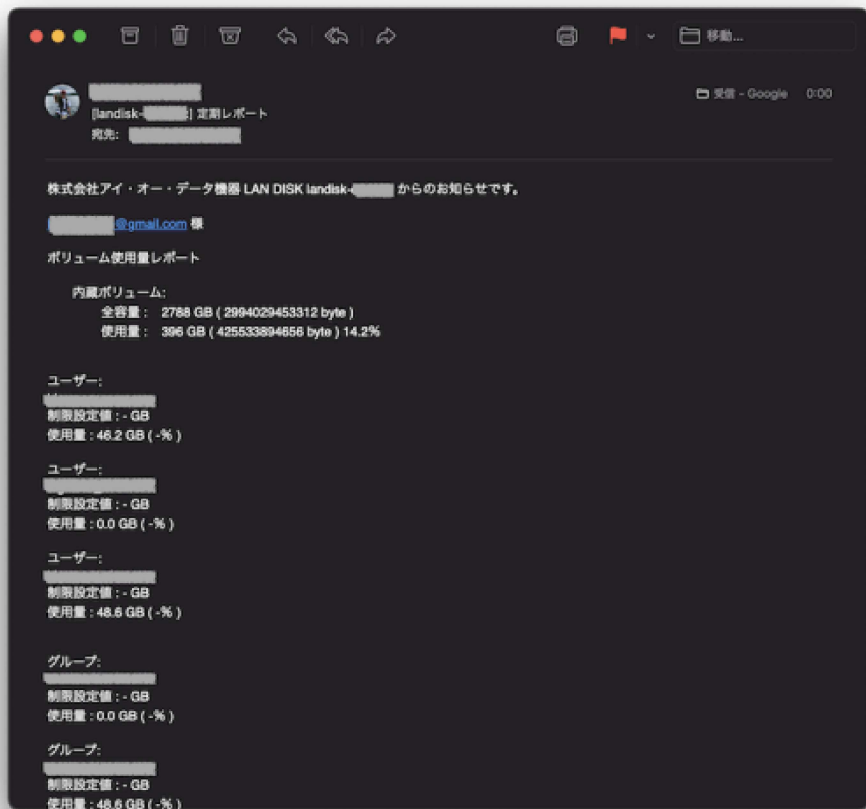 移動...
受信 - Google 0:00
[landisk-] 定期レポート
宛先:
株式会社アイ・オー・データ機器 LAN DISK landisk- からのお知らせです。
@gmail.com 様
ボリューム使用量レポート
内蔵ボリューム:
全容量 : 2788 GB ( 2994029453312 byte )
使用量 : 396 GB ( 425533894656 byte ) 14.2%
ユーザー:
制限設定値 : - GB
使用量 : 46.2 GB ( -% )
ユーザー:
制限設定値 : - GB
使用量 : 0.0 GB ( -% )
ユーザー:
制限設定値 : - GB
使用量 : 48.6 GB ( -% )
グループ:
制限設定値 : - GB
使用量 : 0.0 GB ( -% )
グループ:
制限設定値 : - GB
使用量 : 48.6 GB ( -% )